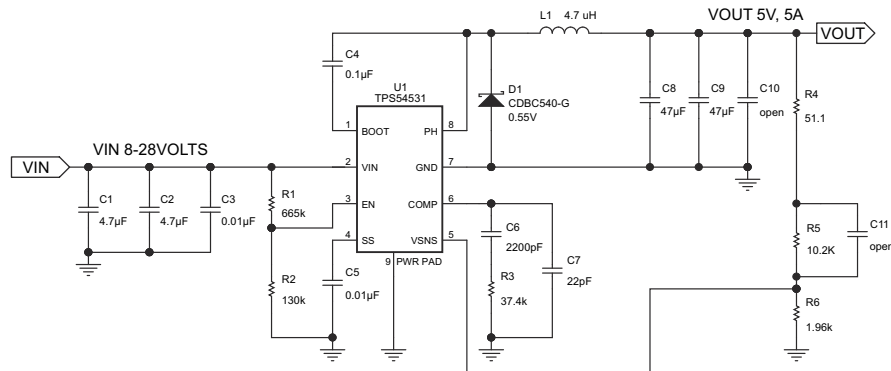 L1 4.7 uH
VOUT 5V, 5A
VOUT
C4
0.1µF
U1
TPS54531
D1
CDBC540-G
0.55V
C8
47µF
C9
47µF
C10
open
R4
51.1
1 BOOT PH 8
VIN 8-28VOLTS
VIN
2 VIN GND 7
C1
4.7µF
C2
4.7µF
C3
0.01µF
R1
665k
3 EN COMP 6
4 SS VSNS 5
9 PWR PAD
C6
2200pF
C7
22pF
R5
10.2K
C11
open
R2
130k
C5
0.01µF
R3
37.4k
R6
1.96k